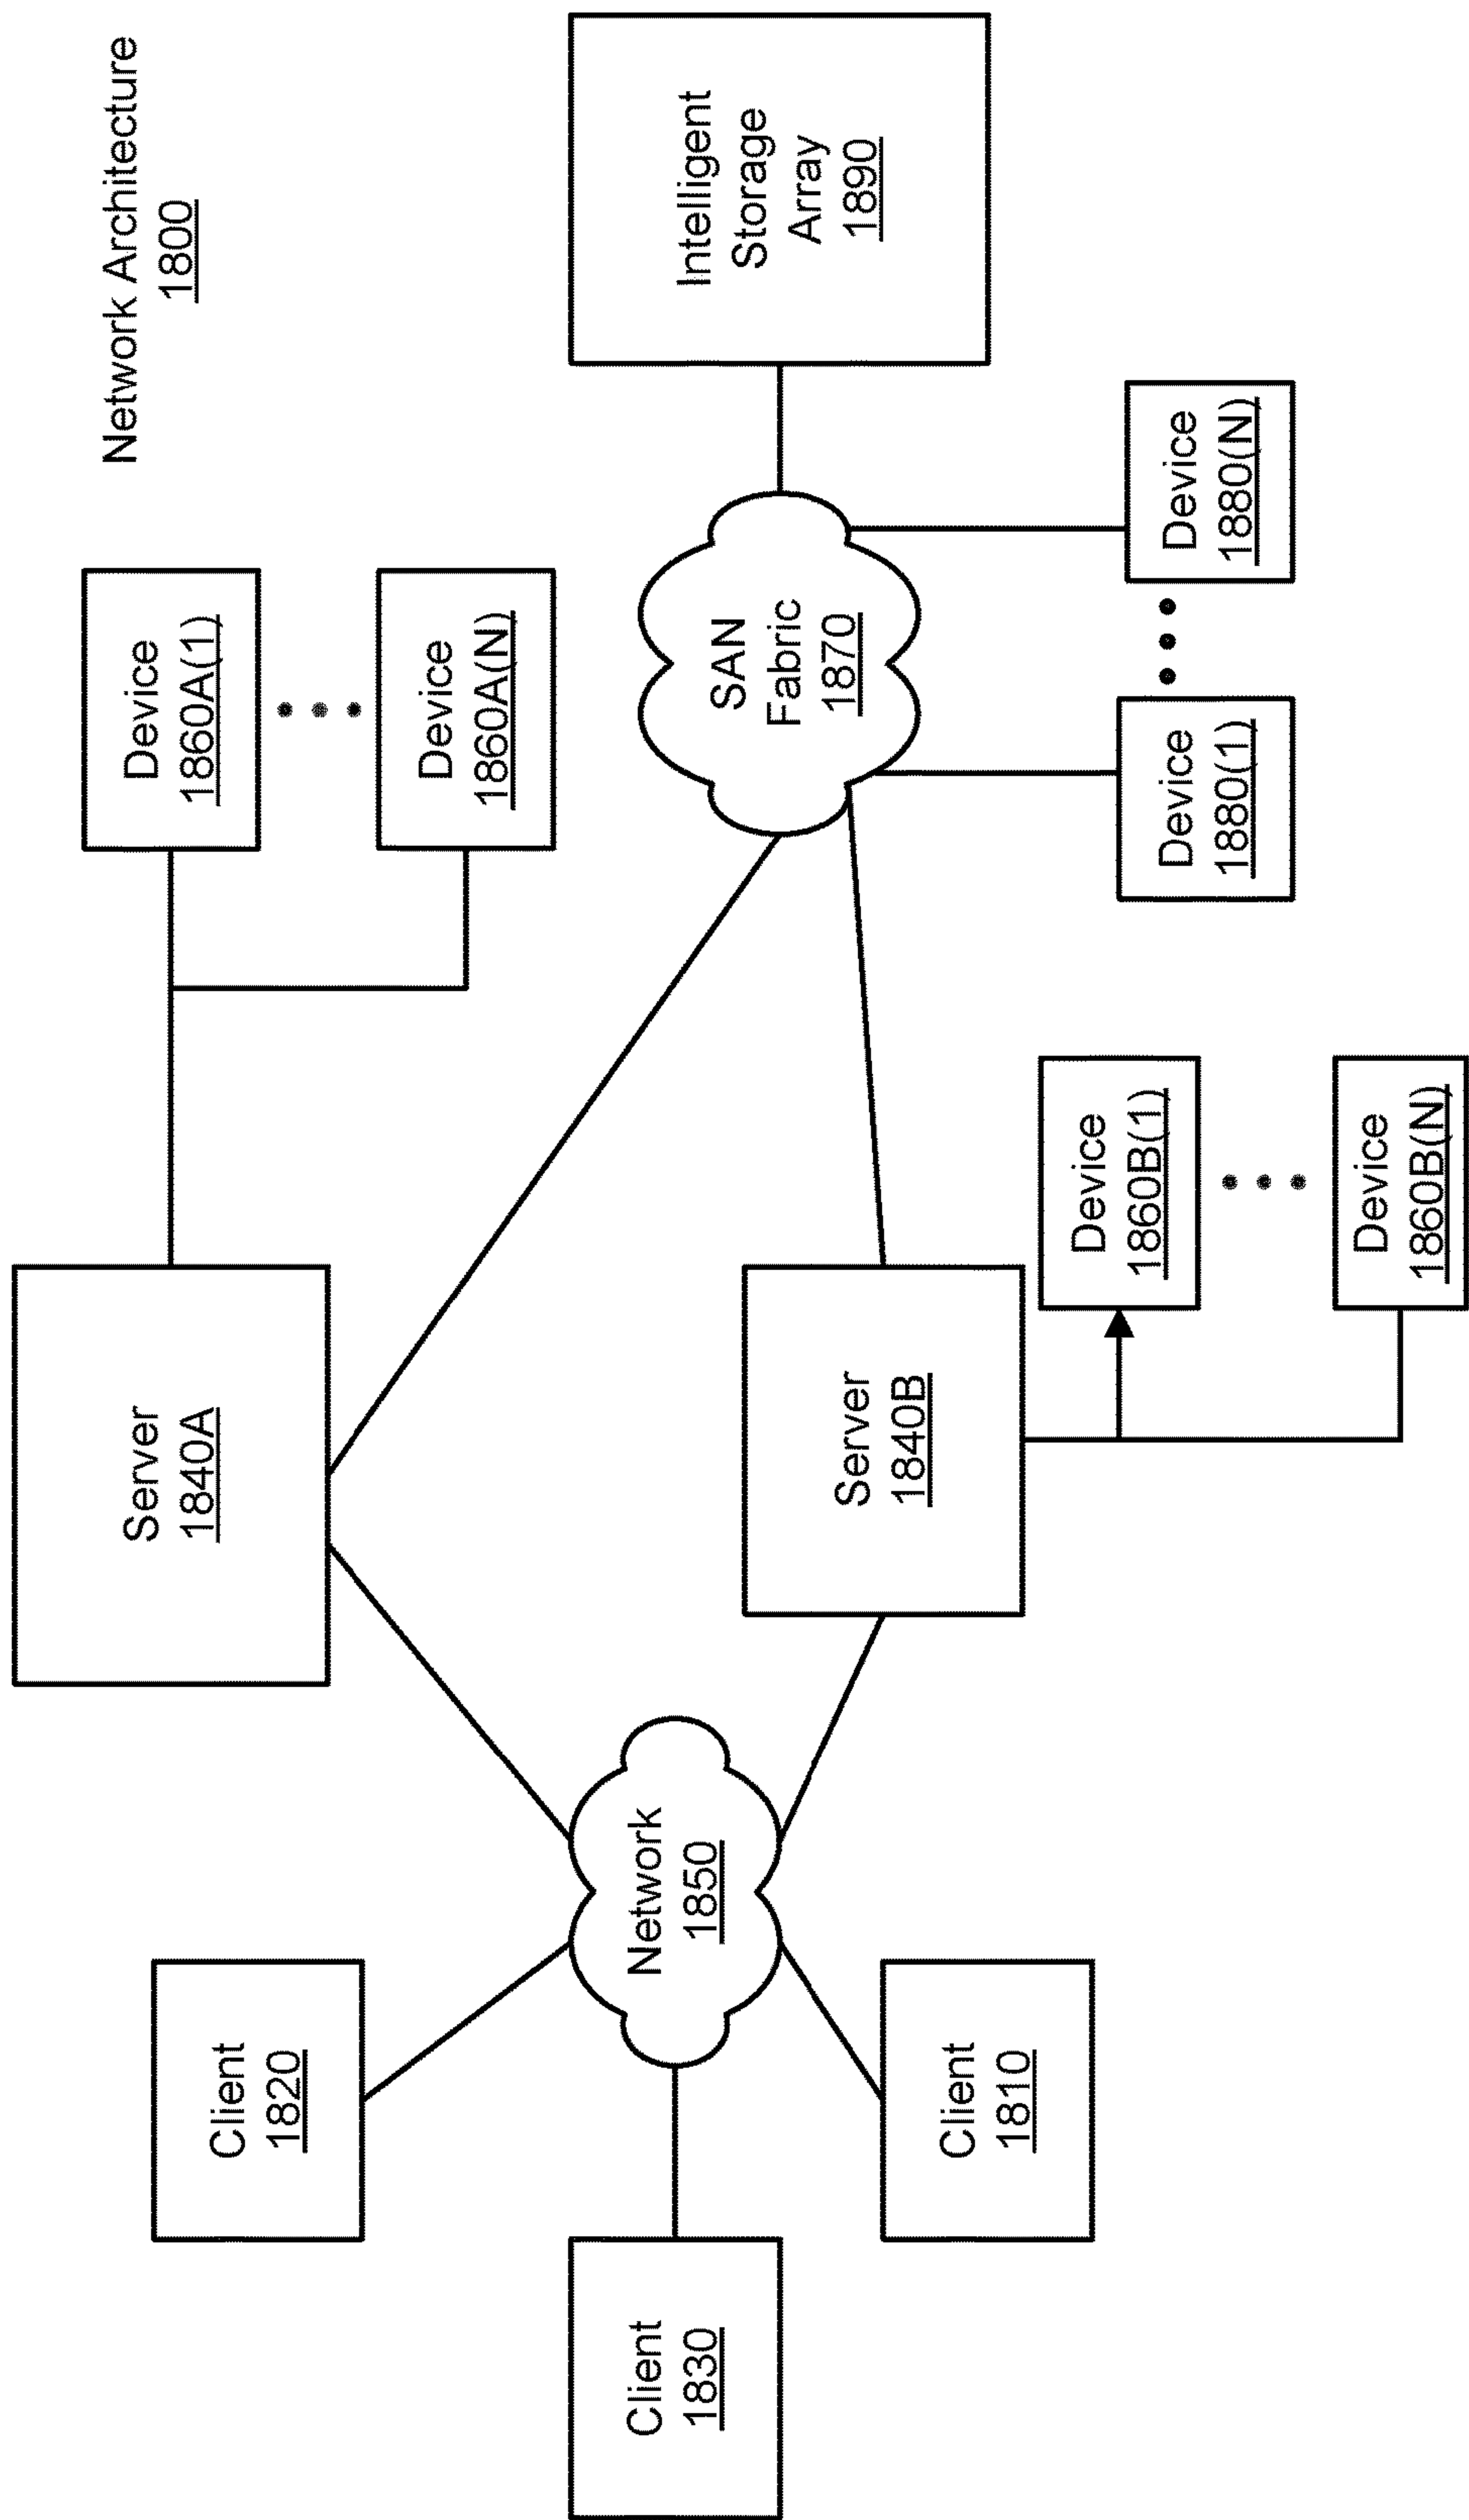 Network Architecture
1800
Server
1840A
Device
1860A(1)
Device
1860A(N)
Client
1820
Client
1830
Network
1850
SAN
Fabric
1870
Intelligent
Storage
Array
1890
Client
1810
Server
1840B
Device
1860B(1)
Device
1860B(N)
Device
1880(1)
Device
1880(N)